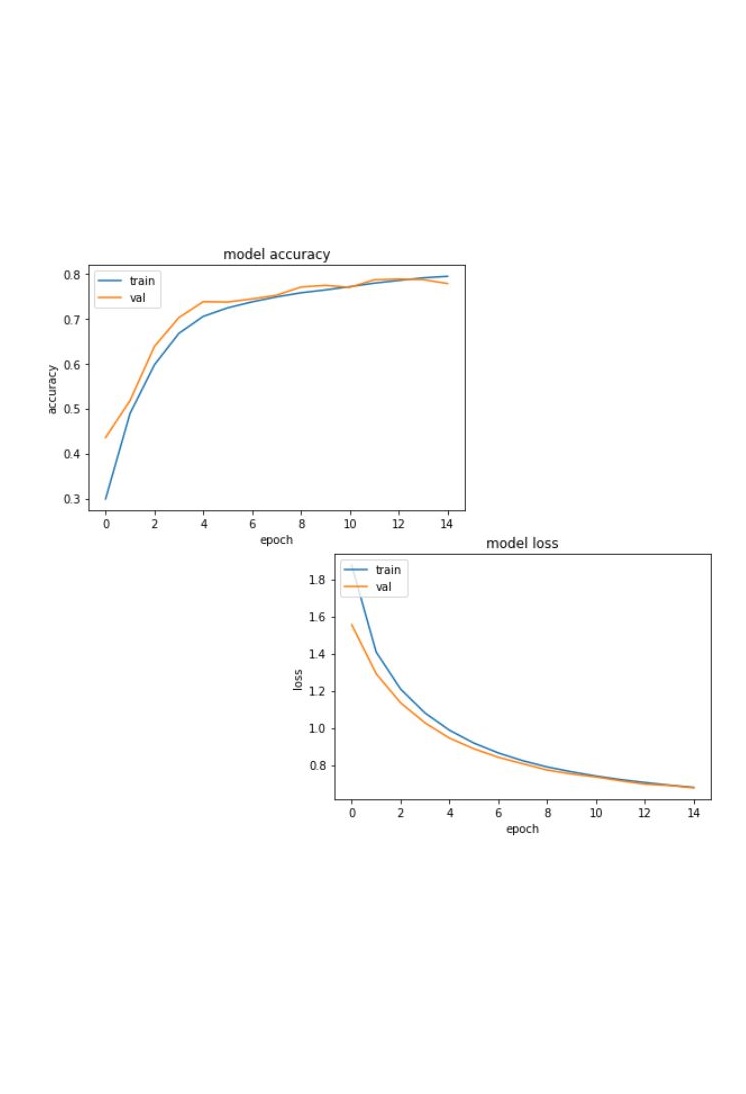 model accuracy
train
val
0.8
0.7
0.6
0.5
0.4
0.3
accuracy
0 2 4 6 8 10 12 14
epoch
model loss
train
val
1.8
1.6
1.4
1.2
1.0
0.8
loss
0 2 4 6 8 10 12 14
epoch